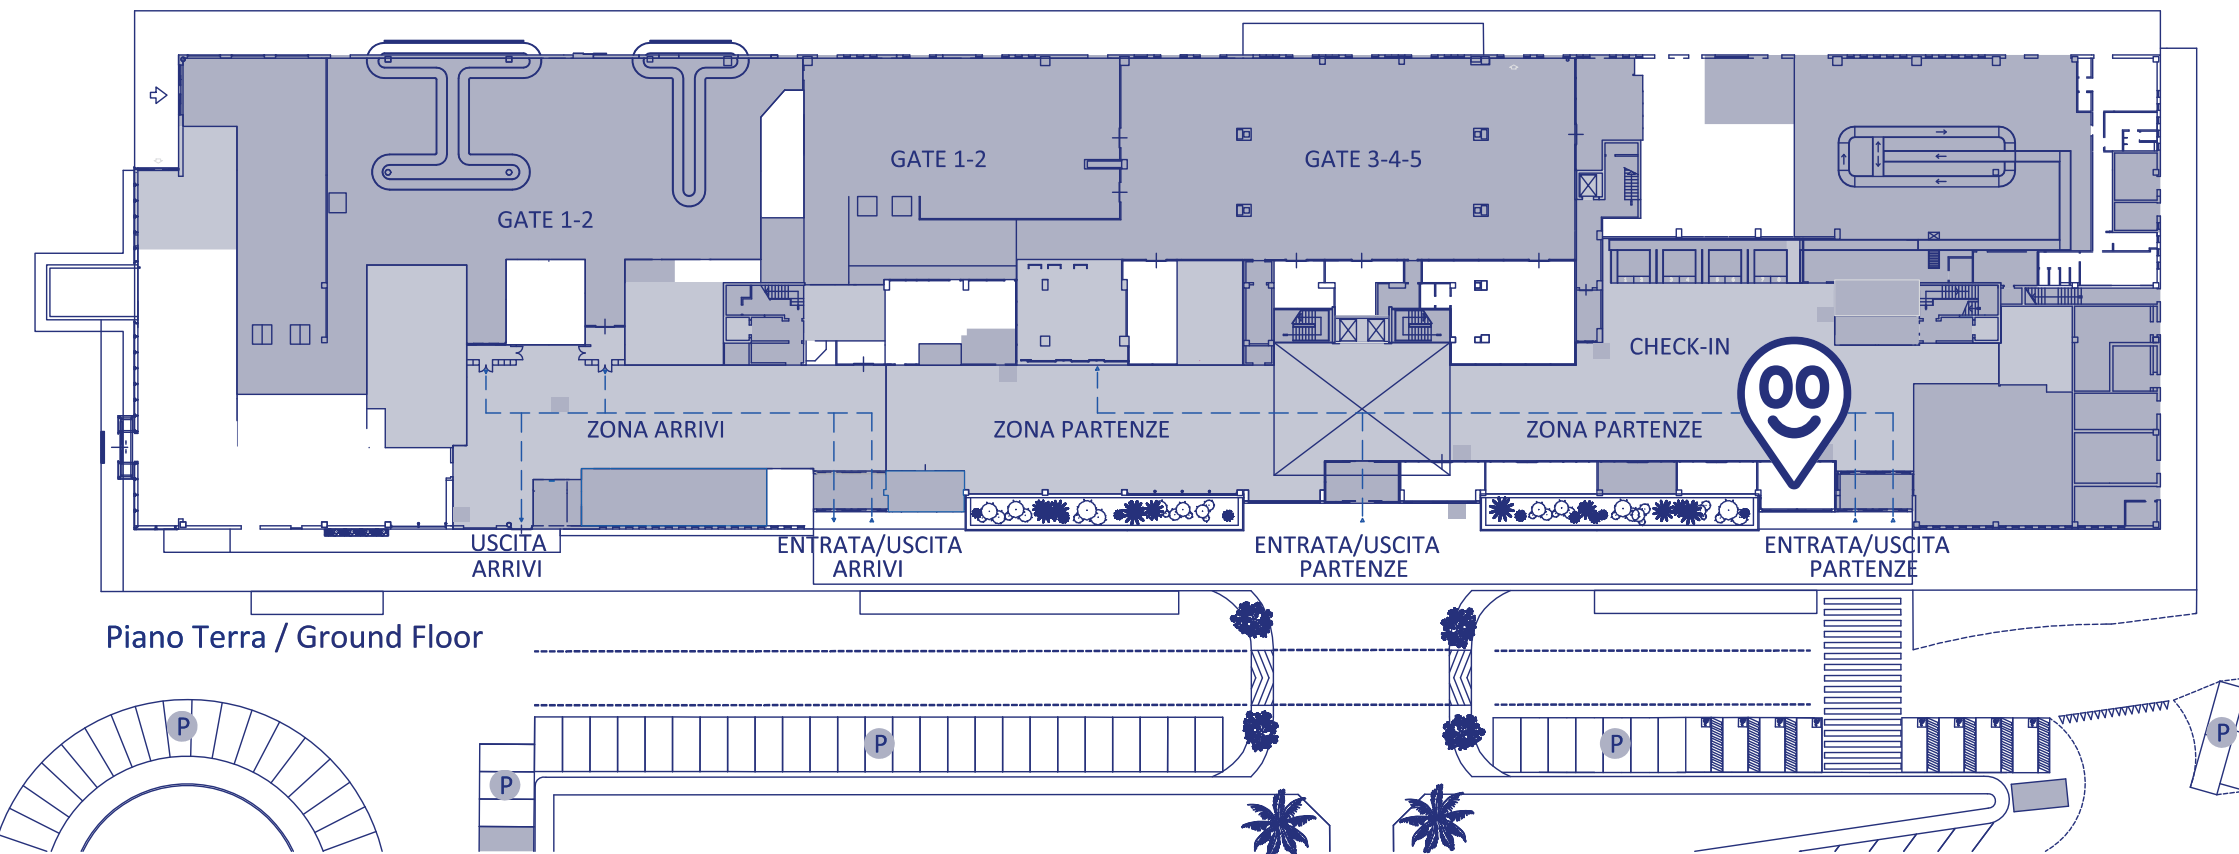 GATE 1-2
GATE 3-4-5
GATE 1-2
CHECK-IN
ZONA ARRIVI
ZONA PARTENZE
ZONA PARTENZE
USCITA
ARRIVI
ENTRATA/USCITA
ARRIVI
ENTRATA/USCITA
PARTENZE
ENTRATA/USCITA
PARTENZE
Piano Terra / Ground Floor
P
P
P
P
P